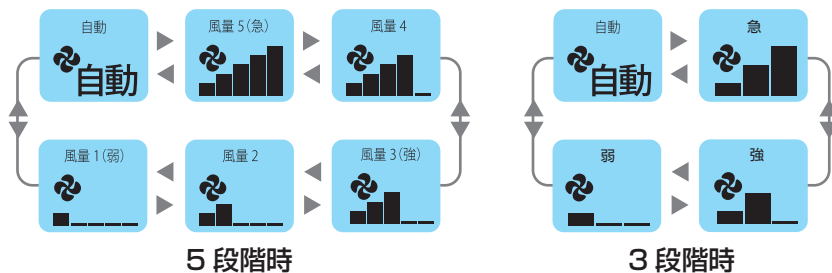 自動
自動
風量 5(急)
風量 4
風量 1(弱)
風量 2
風量 3(強)
5 段階時
自動
自動
急
弱
強
3 段階時